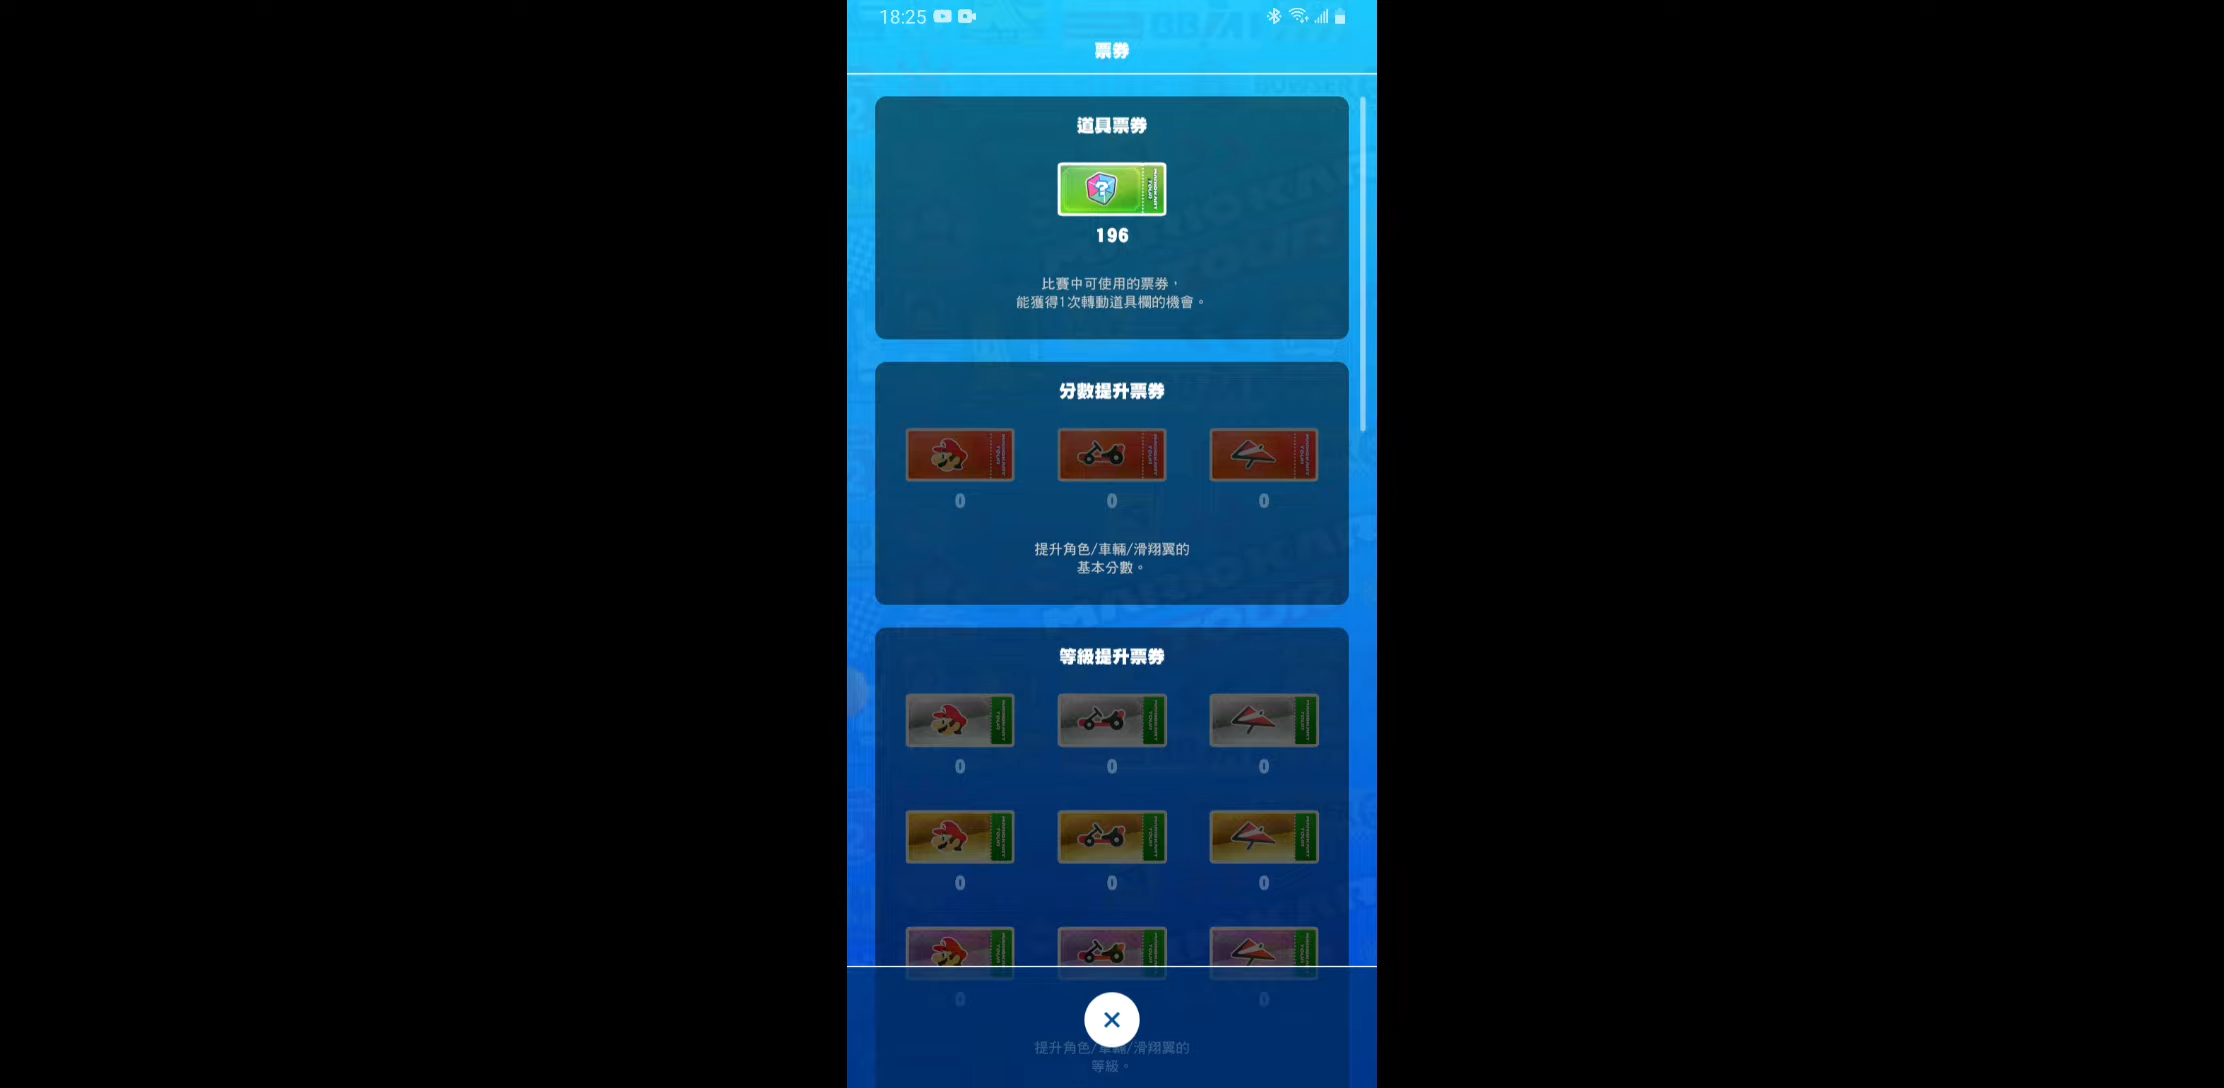 18:25
票券
道具票券
196
比賽中可使用的票券，
能獲得1次轉動道具欄的機會。
分數提升票券
0 0 0
提升角色/車輛/滑翔翼的
基本分數。
等級提升票券
0 0 0
0 0 0
0 0
提升角色/車輛/滑翔翼的
等級。